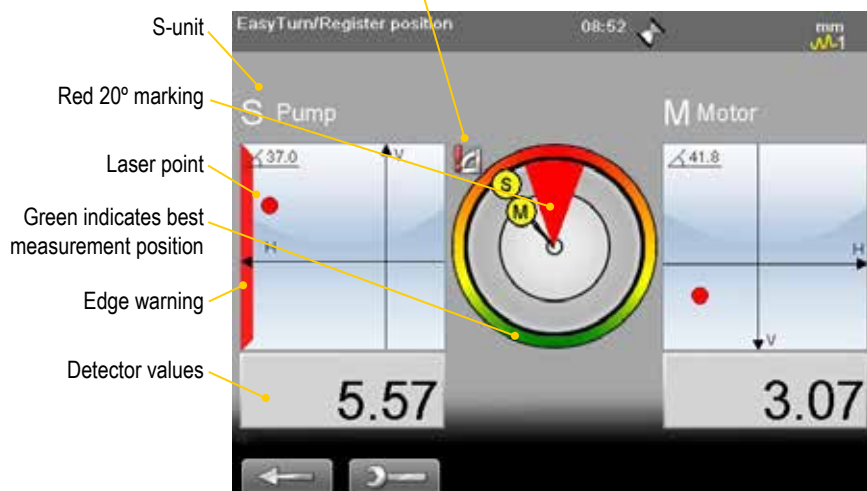 EasyTurn/Register position
08:52
mm
1
S-unit
Red 20º marking
Laser point
Green indicates best
measurement position
Edge warning
Detector values
S Pump
37.0
V
H
5.57
S
M
M Motor
41.8
H
V
3.07